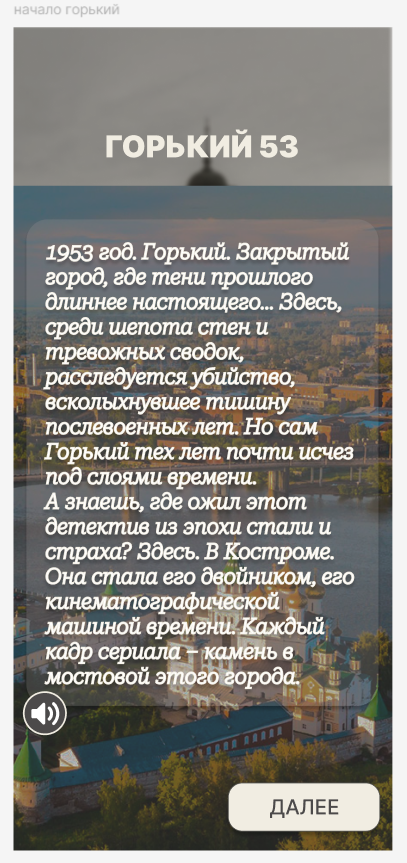 начало горький
ГОРЬКИЙ 53
1953 год. Горький. Закрытый
город, где тени прошлого
длиннее настоящего... Здесь,
среди шепота стен и
тревожных сводок,
расследуется убийство,
всколыхнувшее тишину
послевоенных лет. Но сам
Горький тех лет почти исчез
под слоями времени.
А знаешь, где ожил этот
детектив из эпохи стали и
страха? Здесь. В Костроме.
Она стала его двойником, его
кинематографической
машиной времени. Каждый
кадр сериала – камень в
мостовой этого города.
ДАЛЕЕ